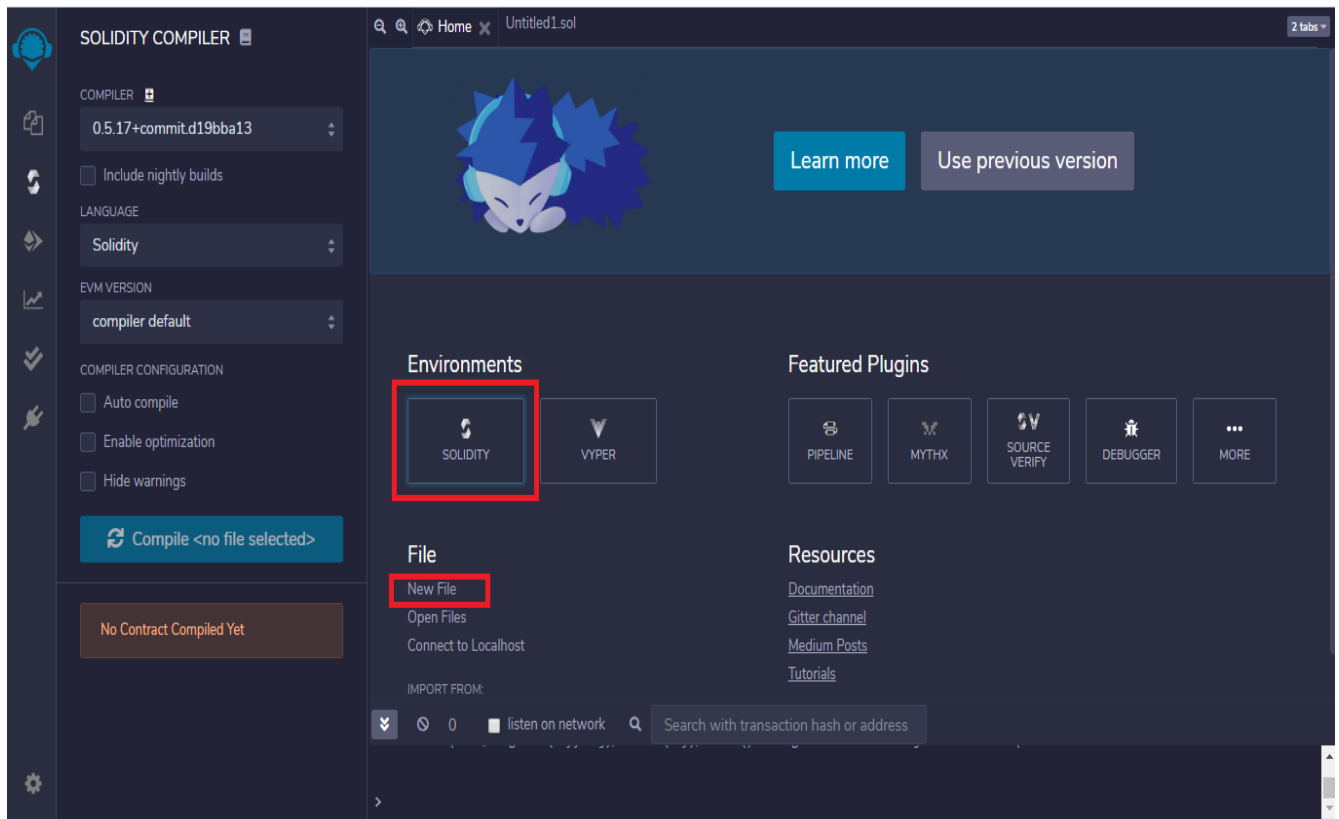 SOLIDITY COMPILER
COMPILER
0.5.17+commit.d19bba13
Include nightly builds
LANGUAGE
Solidity
EVM VERSION
compiler default
COMPILER CONFIGURATION
Auto compile
Enable optimization
Hide warnings
Compile <no file selected>
No Contract Compiled Yet
Home
Untitled1.sol
2 tabs
Learn more
Use previous version
Environments
SOLIDITY
VYPER
Featured Plugins
PIPELINE
MYTHX
SOURCE
VERIFY
DEBUGGER
MORE
File
New File
Open Files
Connect to Localhost
IMPORT FROM:
Resources
Documentation
Gitter channel
Medium Posts
Tutorials
0
listen on network
Search with transaction hash or address
>